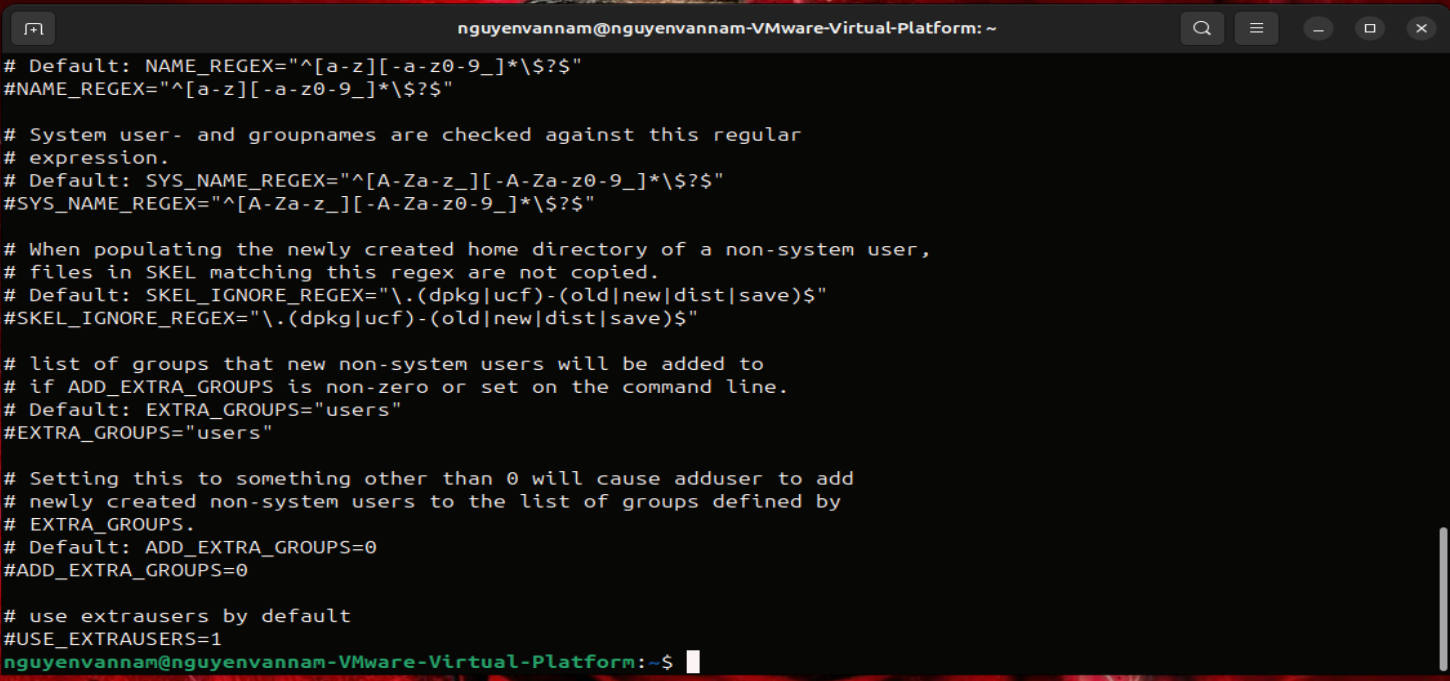 nguyenvannam@nguyenvannam-VMware-Virtual-Platform: ~
# Default: NAME_REGEX="^[a-z][-a-z0-9_]*\$?$"
#NAME_REGEX="^[a-z][-a-z0-9_]*\$?$"

# System user- and groupnames are checked against this regular
# expression.
# Default: SYS_NAME_REGEX="^[A-Za-z_][-A-Za-z0-9_]*\$?$"
#SYS_NAME_REGEX="^[A-Za-z_][-A-Za-z0-9_]*\$?$"

# When populating the newly created home directory of a non-system user,
# files in SKEL matching this regex are not copied.
# Default: SKEL_IGNORE_REGEX="\.(dpkg|ucf)-(old|new|dist|save)$"
#SKEL_IGNORE_REGEX="\.(dpkg|ucf)-(old|new|dist|save)$"

# list of groups that new non-system users will be added to
# if ADD_EXTRA_GROUPS is non-zero or set on the command line.
# Default: EXTRA_GROUPS="users"
#EXTRA_GROUPS="users"

# Setting this to something other than 0 will cause adduser to add
# newly created non-system users to the list of groups defined by
# EXTRA_GROUPS.
# Default: ADD_EXTRA_GROUPS=0
#ADD_EXTRA_GROUPS=0

# use extrausers by default
#USE_EXTRAUSERS=1
nguyenvannam@nguyenvannam-VMware-Virtual-Platform:~$